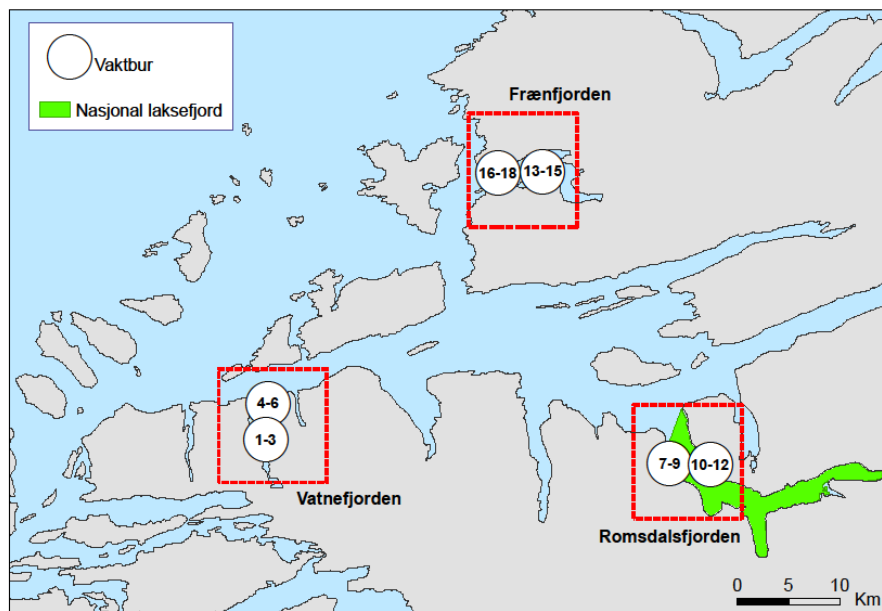 Vaktbur
Nasjonal laksefjord
Frænfjorden
16-18
13-15
4-6
1-3
Vatnefjorden
7-9
10-12
Romsdalsfjorden
0 5 10
Km